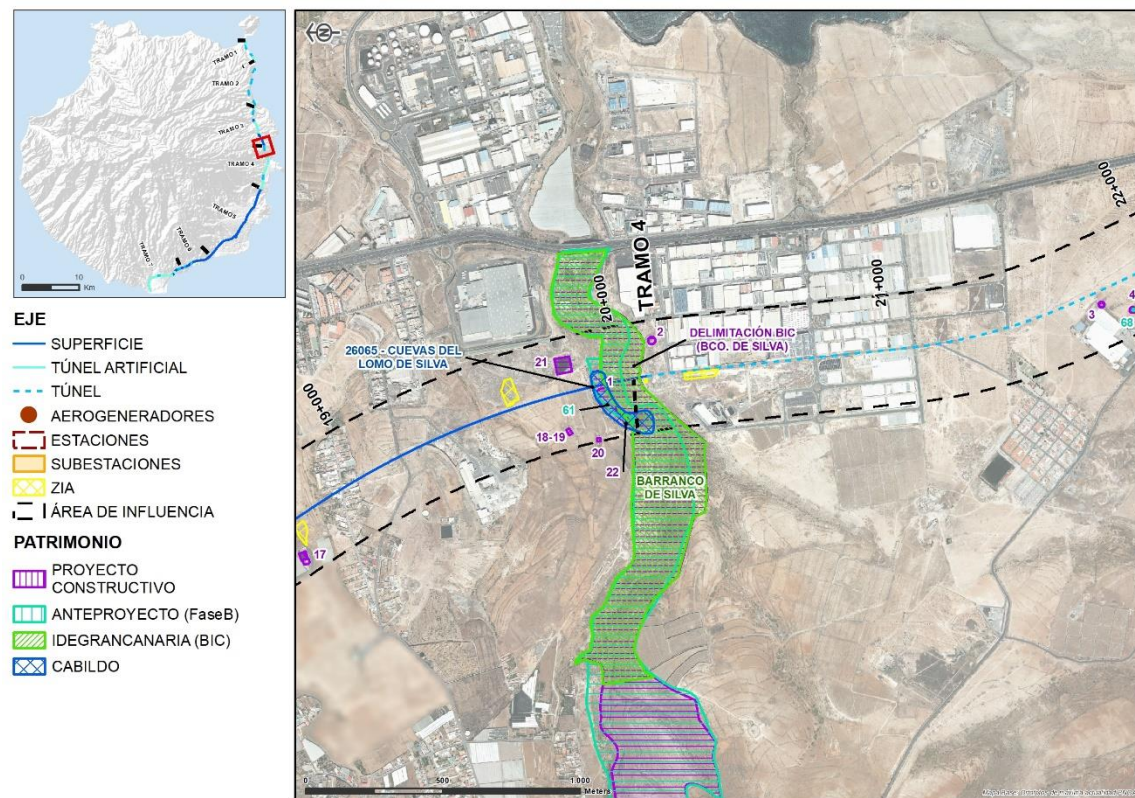 TRAMO 1
TRAMO 2
TRAMO 3
TRAMO 4
TRAMO 5
TRAMO 6
TRAMO 7
0 10
Km
EJE
SUPERFICIE
TÚNEL ARTIFICIAL
TÚNEL
AEROGENERADORES
ESTACIONES
SUBESTACIONES
ZIA
ÁREA DE INFLUENCIA
PATRIMONIO
PROYECTO
CONSTRUCTIVO
ANTEPROYECTO (FaseB)
IDEGRANCANARIA (BIC)
CABILDO
N
22+000
21+000
20+000
19+000
TRAMO 4
DELIMITACIÓN BIC
(BCO. DE SILVA)
26065 - CUEVAS DEL
LOMO DE SILVA
2
3
4
68
21
1
61
18-19
20
22
17
BARRANCO
DE SILVA
0 500 1.000
Meters